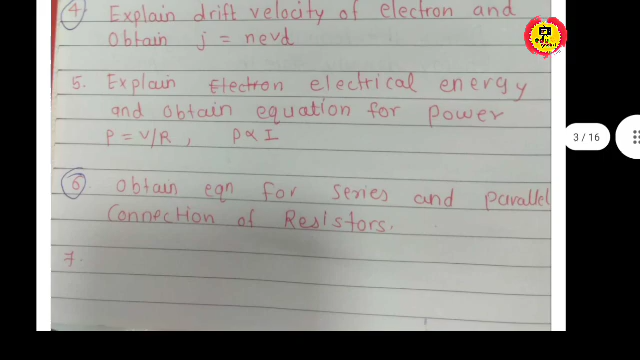 4 Explain drift velocity of electron and
obtain j = nevd
5. Explain Electron electrical energy
and obtain equation for power
P = V/R, P ∝ I
6 obtain eqn for series and parallel
Connection of Resistors.
7.
edu
3 / 16